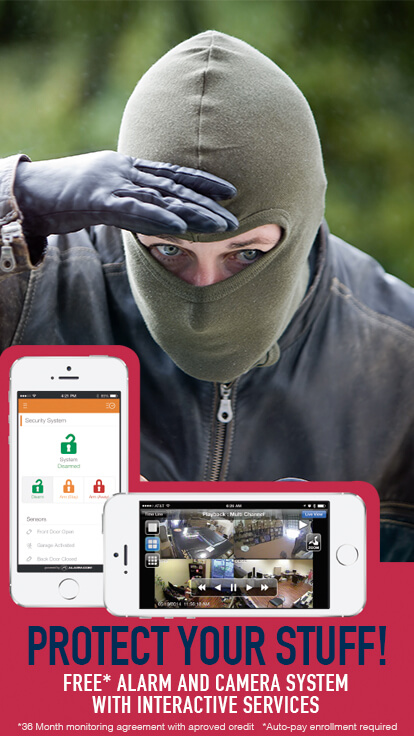 4:21 PM
Security System
System
Disarmed
Disarm
Arm (Stay)
Arm (Away)
Sensors
Front Door Open
Garage Activated
Back Door Closed
powered by ALARM.COM
Time Line
Playback : Multi Channel
Live View
ZOOM
PROTECT YOUR STUFF!
FREE* ALARM AND CAMERA SYSTEM
WITH INTERACTIVE SERVICES
*36 Month monitoring agreement with aproved credit *Auto-pay enrollment required